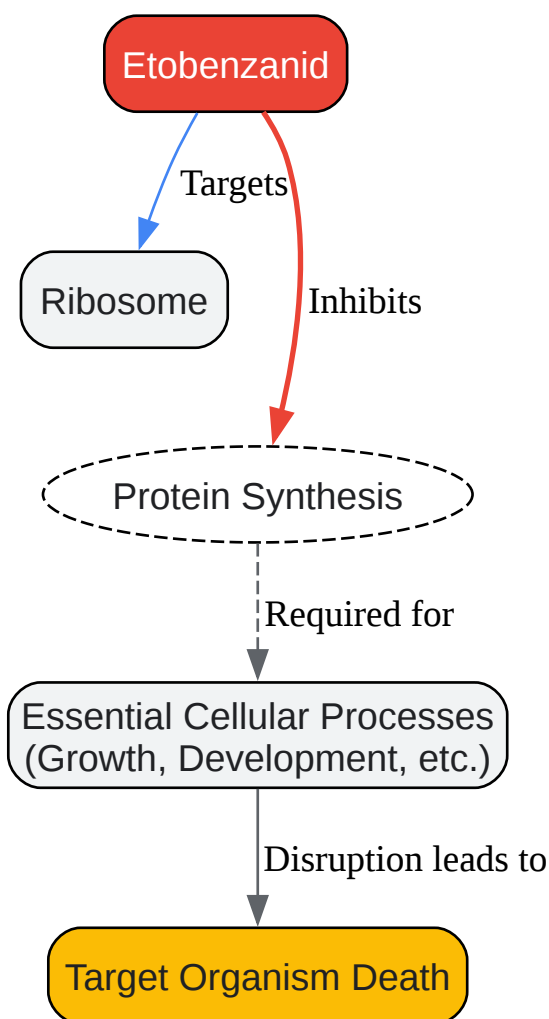 Etobenzanid
Targets
Ribosome
Inhibits
Protein Synthesis
Required for
Essential Cellular Processes
(Growth, Development, etc.)
Disruption leads to
Target Organism Death